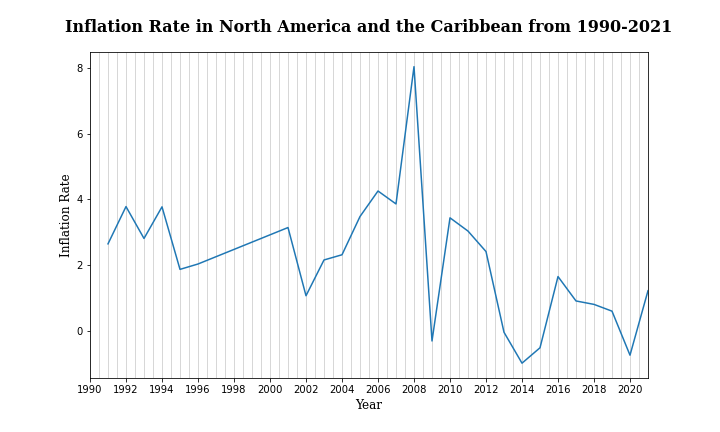 Inflation Rate in North America and the Caribbean from 1990-2021
8
6
4
2
0
Inflation Rate
1990 1992 1994 1996 1998 2000 2002 2004 2006 2008 2010 2012 2014 2016 2018 2020
Year